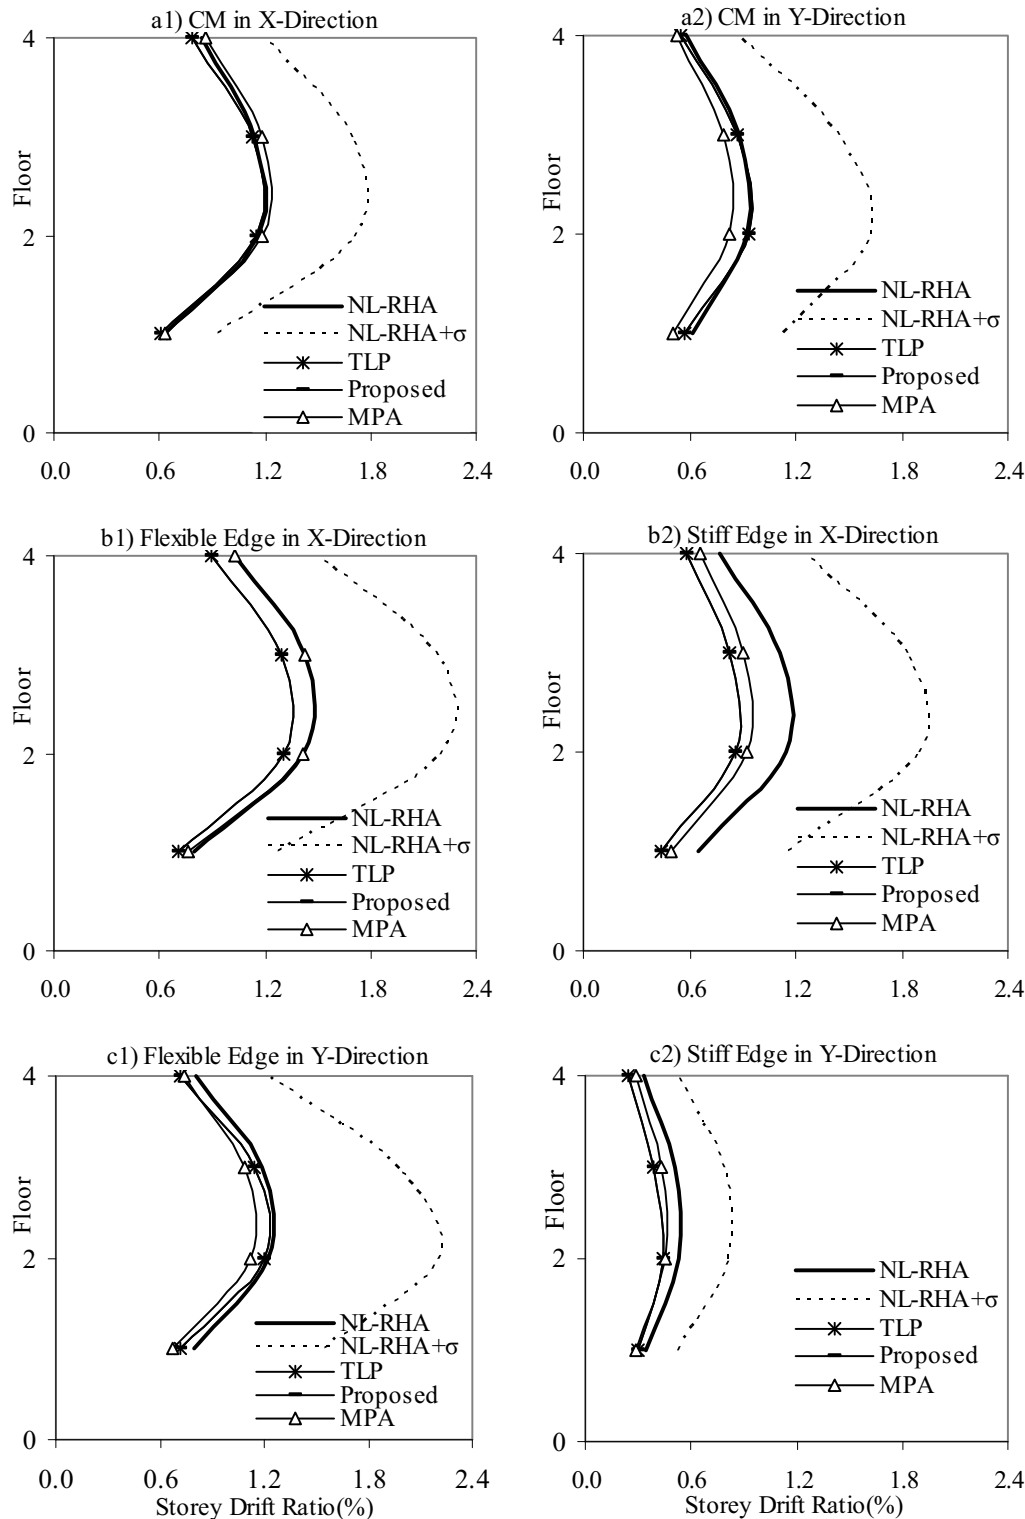 a1) CM in X-Direction
4
2
0
Floor
NL-RHA
NL-RHA+σ
TLP
Proposed
MPA
0.0 0.6 1.2 1.8 2.4
a2) CM in Y-Direction
4
2
0
Floor
NL-RHA
NL-RHA+σ
TLP
Proposed
MPA
0.0 0.6 1.2 1.8 2.4
b1) Flexible Edge in X-Direction
4
2
0
Floor
NL-RHA
NL-RHA+σ
TLP
Proposed
MPA
0.0 0.6 1.2 1.8 2.4
b2) Stiff Edge in X-Direction
4
2
0
Floor
NL-RHA
NL-RHA+σ
TLP
Proposed
MPA
0.0 0.6 1.2 1.8 2.4
c1) Flexible Edge in Y-Direction
4
2
0
Floor
NL-RHA
NL-RHA+σ
TLP
Proposed
MPA
0.0 0.6 1.2 1.8 2.4
Storey Drift Ratio(%)
c2) Stiff Edge in Y-Direction
4
2
0
Floor
NL-RHA
NL-RHA+σ
TLP
Proposed
MPA
0.0 0.6 1.2 1.8 2.4
Storey Drift Ratio(%)